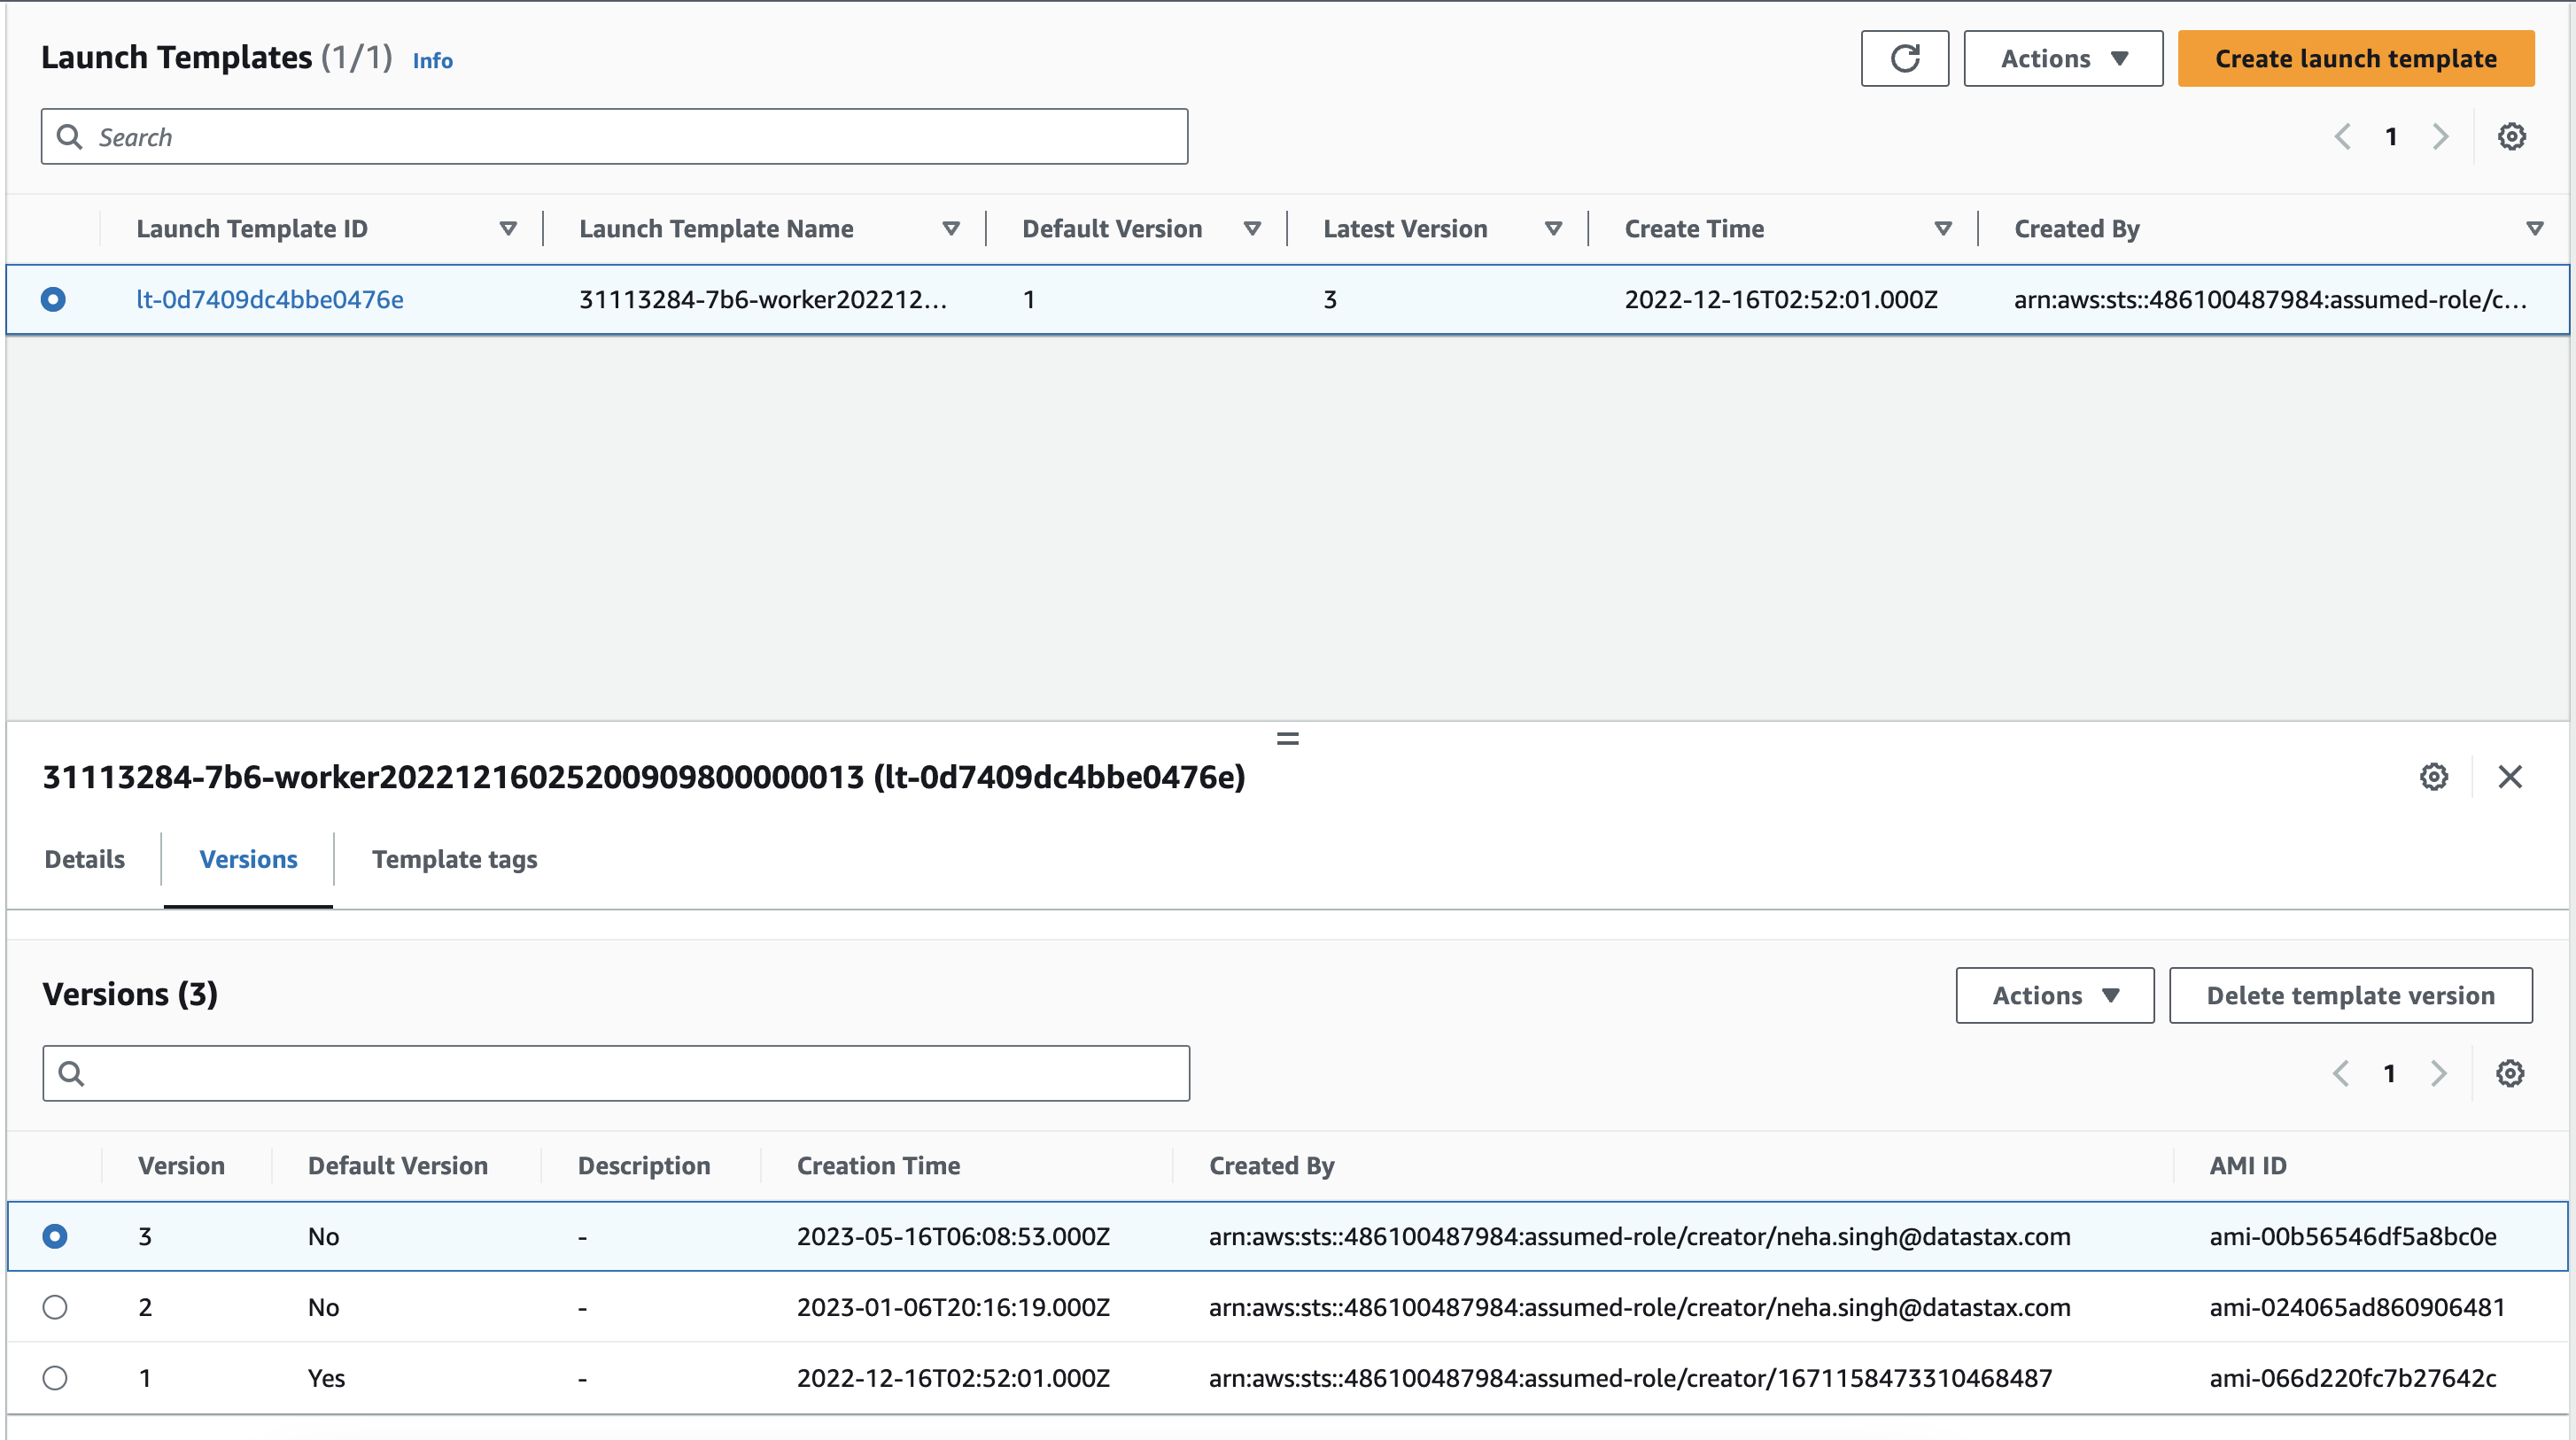 Launch Templates (1/1) Info
Actions Create launch template
Search
1
Launch Template ID Launch Template Name Default Version Latest Version Create Time Created By
lt-0d7409dc4bbe0476e 31113284-7b6-worker202212... 1 3 2022-12-16T02:52:01.000Z arn:aws:sts::486100487984:assumed-role/c...
31113284-7b6-worker20221216025200909800000013 (lt-0d7409dc4bbe0476e)
Details Versions Template tags
Versions (3)
Actions Delete template version
1
Version Default Version Description Creation Time Created By AMI ID
3 No - 2023-05-16T06:08:53.000Z arn:aws:sts::486100487984:assumed-role/creator/neha.singh@datastax.com ami-00b56546df5a8bc0e
2 No - 2023-01-06T20:16:19.000Z arn:aws:sts::486100487984:assumed-role/creator/neha.singh@datastax.com ami-024065ad860906481
1 Yes - 2022-12-16T02:52:01.000Z arn:aws:sts::486100487984:assumed-role/creator/1671158473310468487 ami-066d220fc7b27642c